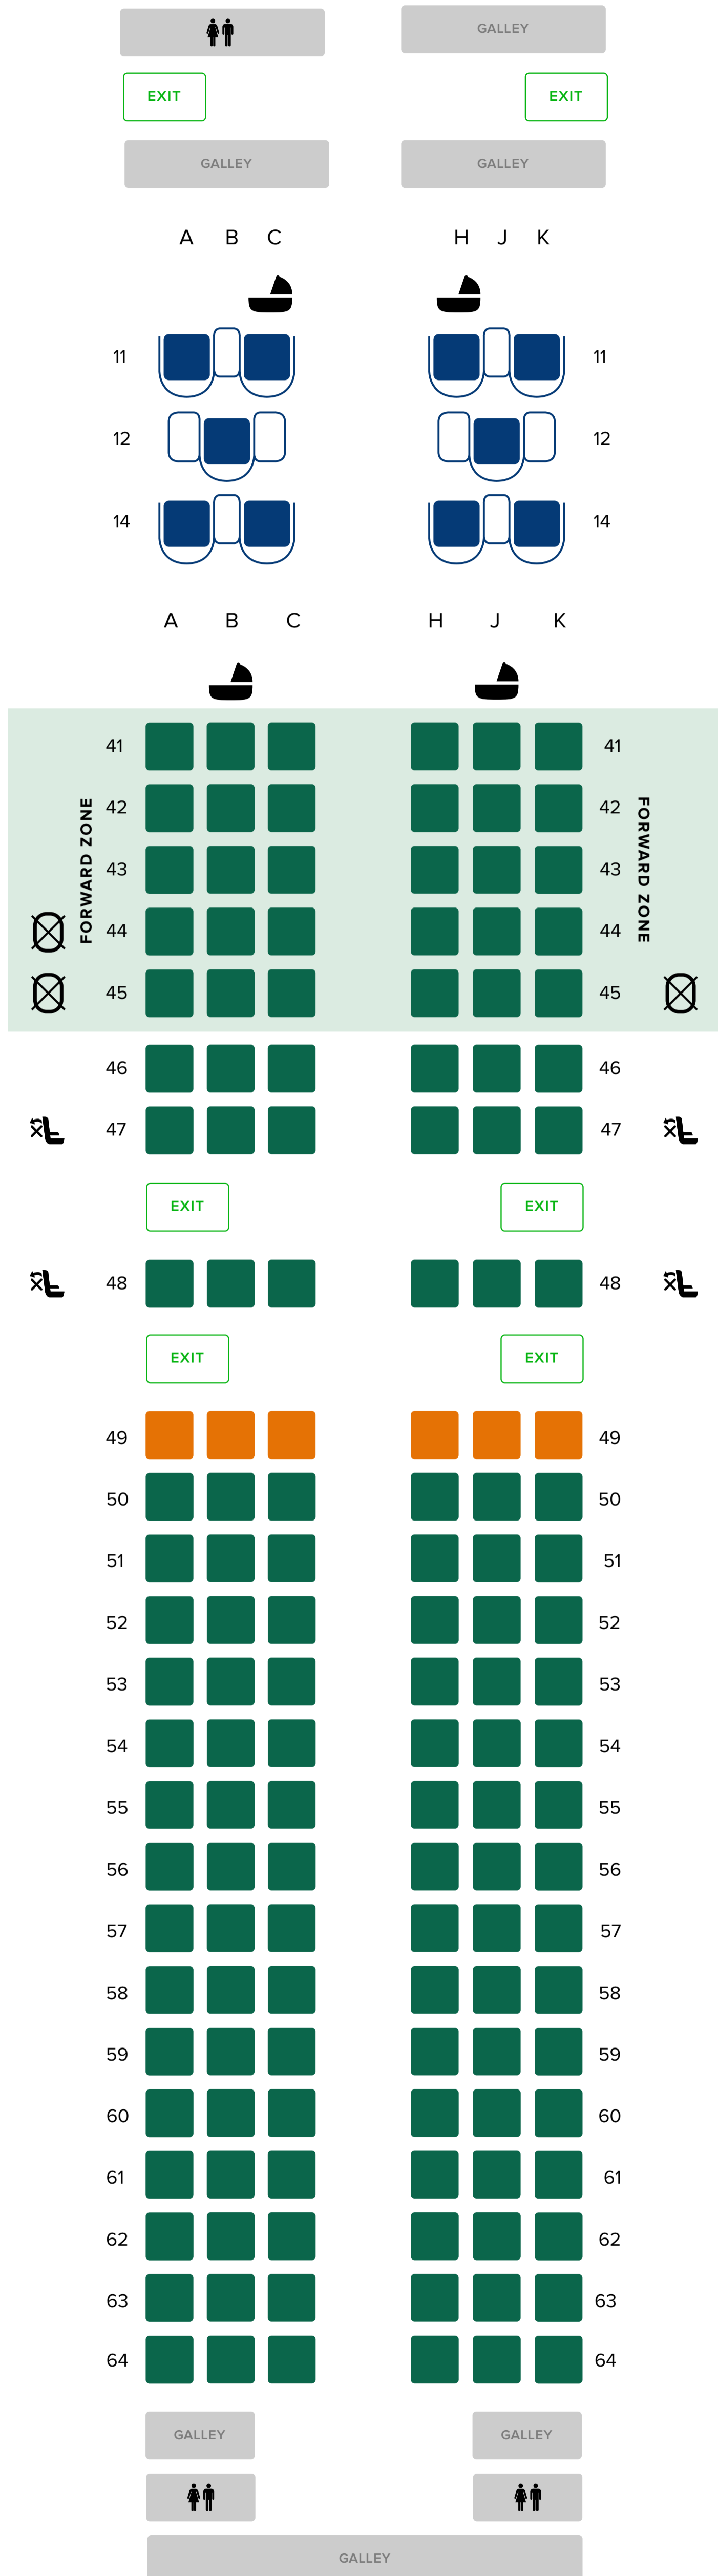 GALLEY
EXIT EXIT
GALLEY GALLEY
A B C H J K
11 11
12 12
14 14
A B C H J K
FORWARD ZONE FORWARD ZONE
41 41
42 42
43 43
44 44
45 45
46 46
47 47
EXIT EXIT
48 48
EXIT EXIT
49 49
50 50
51 51
52 52
53 53
54 54
55 55
56 56
57 57
58 58
59 59
60 60
61 61
62 62
63 63
64 64
GALLEY GALLEY
GALLEY